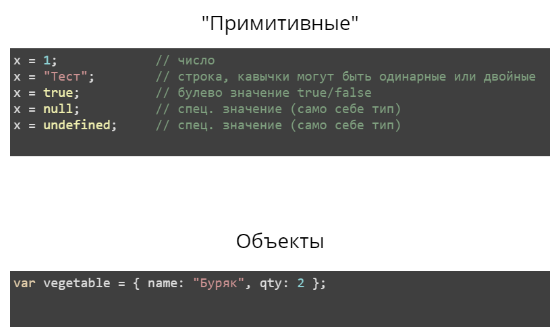 "Примитивные"
x = 1;             // число
x = "Тест";        // строка, кавычки могут быть одинарные или двойные
x = true;          // булево значение true/false
x = null;          // спец. значение (само себе тип)
x = undefined;     // спец. значение (само себе тип)
Объекты
var vegetable = { name: "Буряк", qty: 2 };